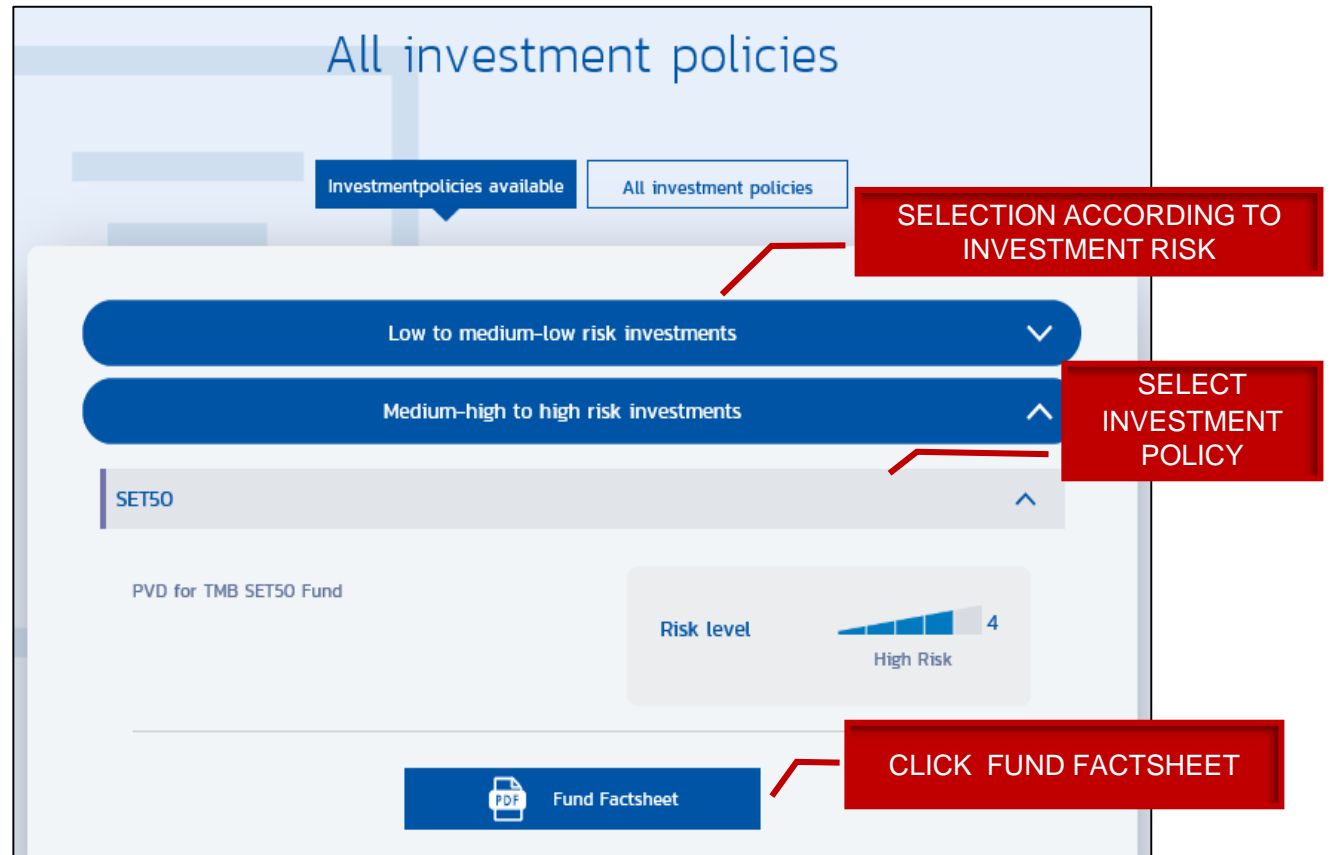 All investment policies
Investmentpolicies available
All investment policies
SELECTION ACCORDING TO
INVESTMENT RISK
Low to medium-low risk investments
Medium-high to high risk investments
SELECT
INVESTMENT
POLICY
SET50
PVD for TMB SET50 Fund
Risk level
4
High Risk
CLICK FUND FACTSHEET
PDF
Fund Factsheet